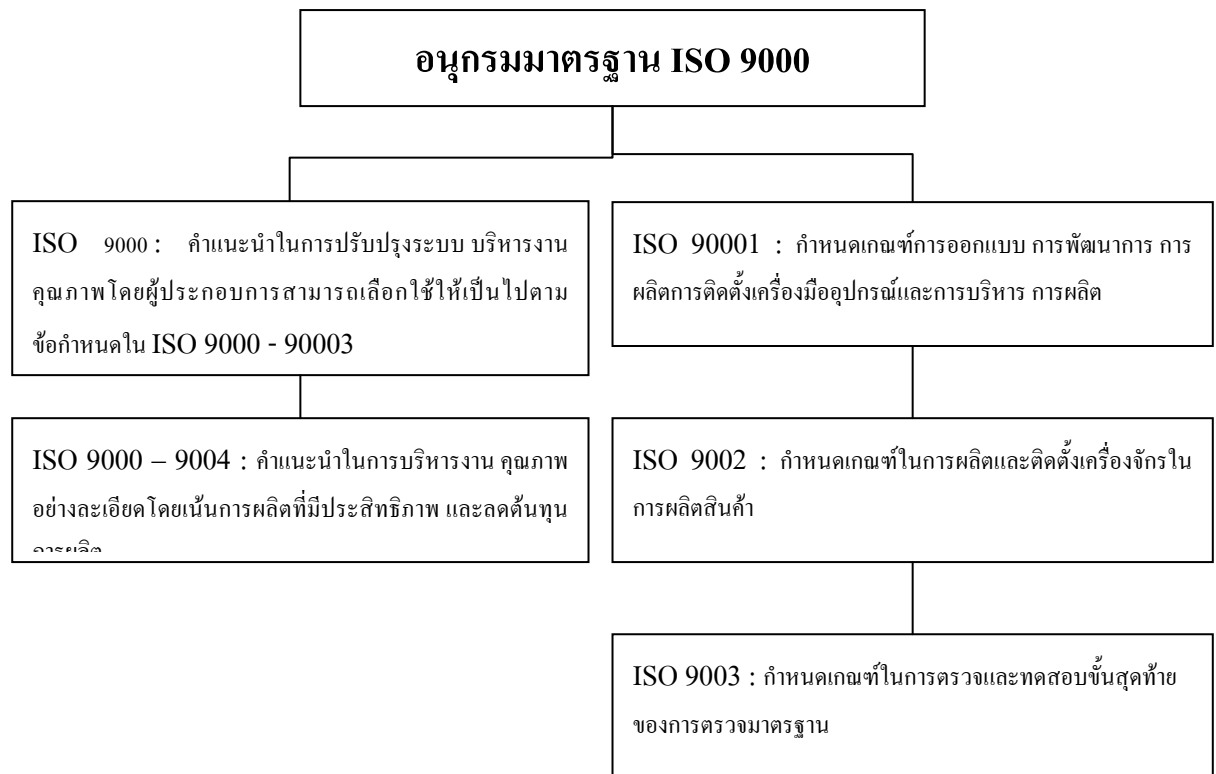 อนุกรมมาตรฐาน ISO 9000
ISO 9000 : คำแนะนำในการปรับปรุงระบบ บริหารงาน
คุณภาพโดยผู้ประกอบการสามารถเลือกใช้ให้เป็นไปตาม
ข้อกำหนดใน ISO 9000 - 90003
ISO 9000 – 9004 : คำแนะนำในการบริหารงาน คุณภาพ
อย่างละเอียดโดยเน้นการผลิตที่มีประสิทธิภาพ และลดต้นทุน
การผลิต
ISO 90001 : กำหนดเกณฑ์การออกแบบ การพัฒนาการ การ
ผลิตการติดตั้งเครื่องมืออุปกรณ์และการบริหาร การผลิต
ISO 9002 : กำหนดเกณฑ์ในการผลิตและติดตั้งเครื่องจักรใน
การผลิตสินค้า
ISO 9003 : กำหนดเกณฑ์ในการตรวจและทดสอบขั้นสุดท้าย
ของการตรวจมาตรฐาน